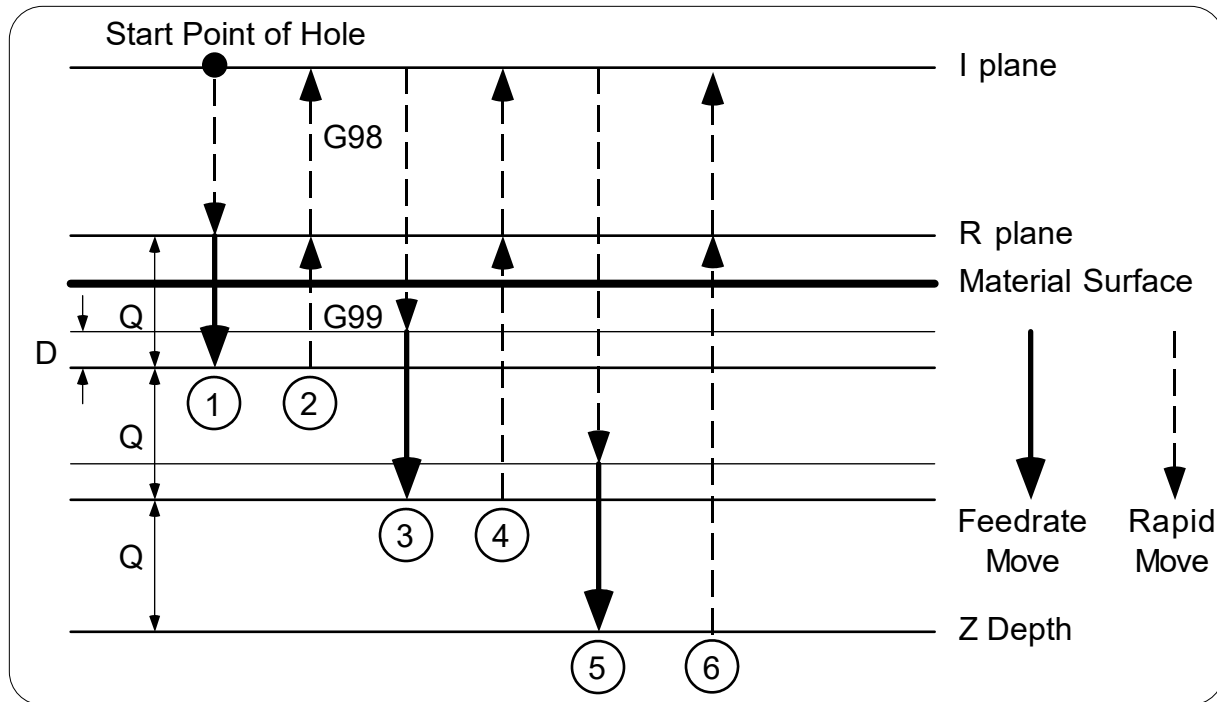 Start Point of Hole
I plane
G98
R plane
Material Surface
Q
G99
D
1
2
Q
3
4
Feedrate
Move
Rapid
Move
Q
Z Depth
5
6